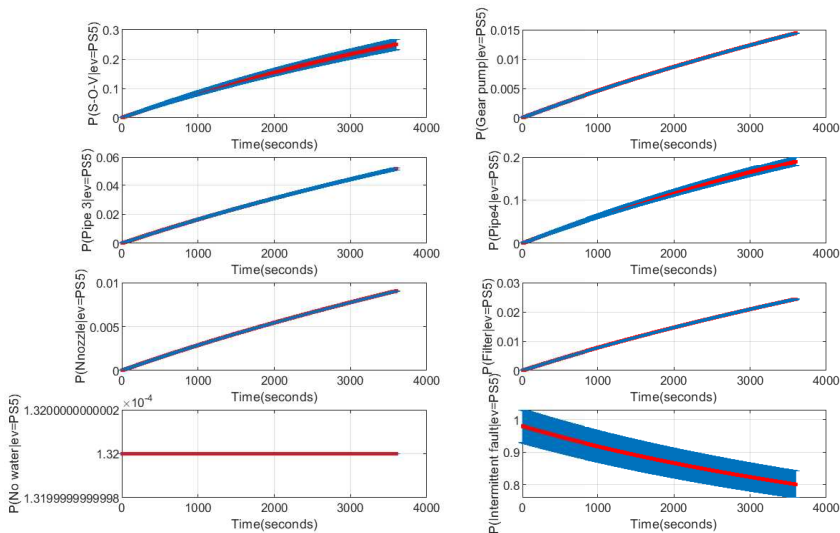 P(S-O-V|ev=PS5)
0.3
0.2
0.1
0
0 1000 2000 3000 4000
Time(seconds)
P(Gear pump|ev=PS5)
0.015
0.01
0.005
0
0 1000 2000 3000 4000
Time(seconds)
P(Pipe 3|ev=PS5)
0.06
0.04
0.02
0
0 1000 2000 3000 4000
Time(seconds)
P(Pipe4|ev=PS5)
0.2
0.1
0
0 1000 2000 3000 4000
Time(seconds)
P(Nnozzle|ev=PS5)
0.01
0.005
0
0 1000 2000 3000 4000
Time(seconds)
P(Filter|ev=PS5)
0.03
0.02
0.01
0
0 1000 2000 3000 4000
Time(seconds)
P(No water|ev=PS5)
×10-4
1.3200000000002
1.32
1.3199999999998
0 1000 2000 3000 4000
Time(seconds)
P(Intermittent fault|ev=PS5)
1
0.9
0.8
0 1000 2000 3000 4000
Time(seconds)